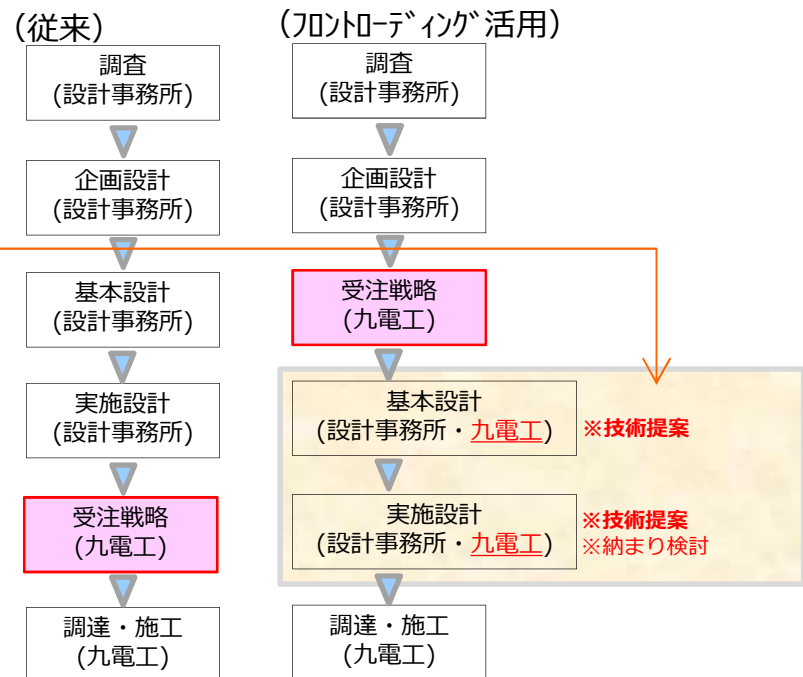 (従来)
調査
(設計事務所)
企画設計
(設計事務所)
基本設計
(設計事務所)
実施設計
(設計事務所)
受注戦略
(九電工)
調達・施工
(九電工)
(ﾌﾛﾝﾄﾛｰﾃﾞｨﾝｸﾞ活用)
調査
(設計事務所)
企画設計
(設計事務所)
受注戦略
(九電工)
基本設計
(設計事務所・九電工)
※技術提案
実施設計
(設計事務所・九電工)
※技術提案
※納まり検討
調達・施工
(九電工)